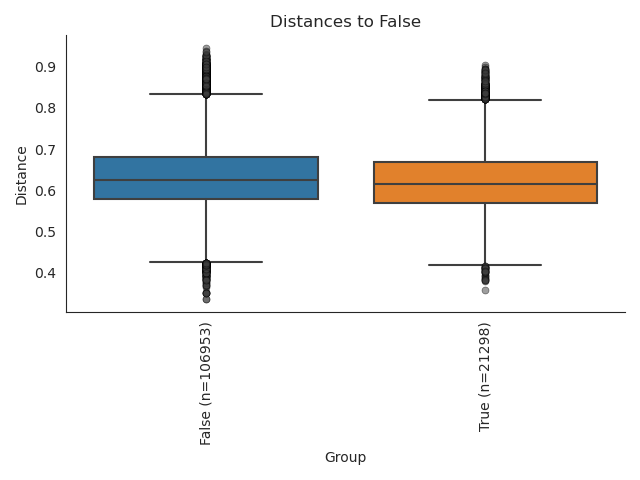 Distances to False
Distance
0.9
0.8
0.7
0.6
0.5
0.4
False (n=106953)
True (n=21298)
Group